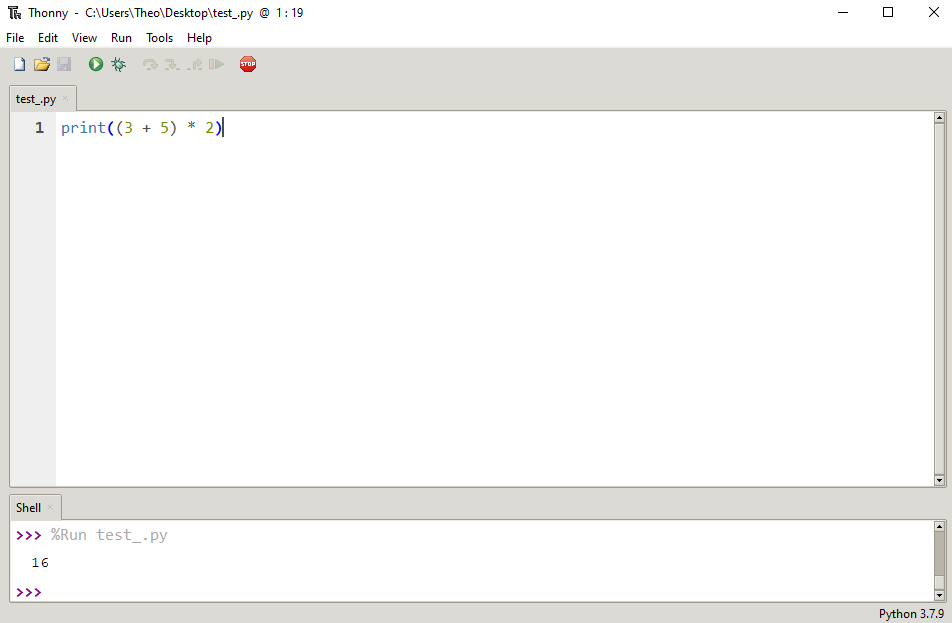 Thonny - C:\Users\Theo\Desktop\test_.py @ 1 : 19
File Edit View Run Tools Help
STOP
test_.py ×
1 print((3 + 5) * 2)
Shell ×
>>> %Run test_.py
16
>>>
Python 3.7.9